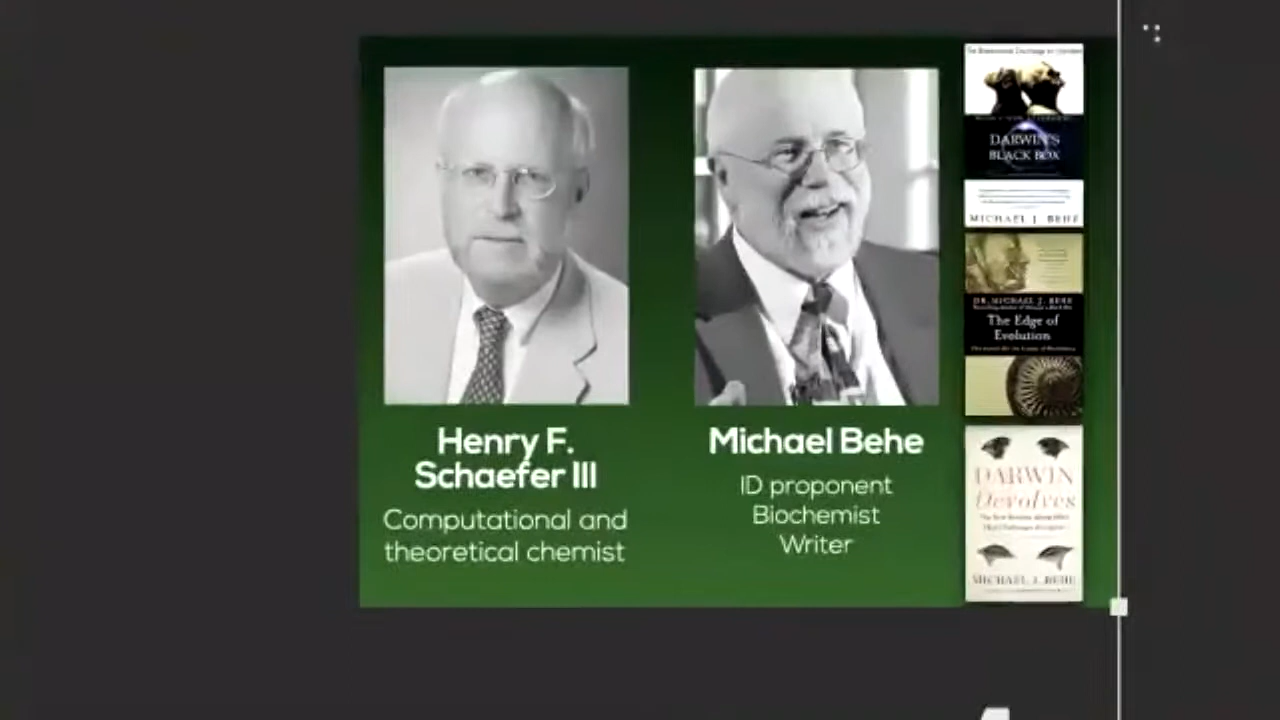 Henry F.
Schaefer III
Computational and
theoretical chemist
Michael Behe
ID proponent
Biochemist
Writer
DARWIN'S
BLACK BOX
MICHAEL J. BEHE
DR. MICHAEL J. BEHE
The Edge of
Evolution
DARWIN
Devolves
MICHAEL J. BEHE